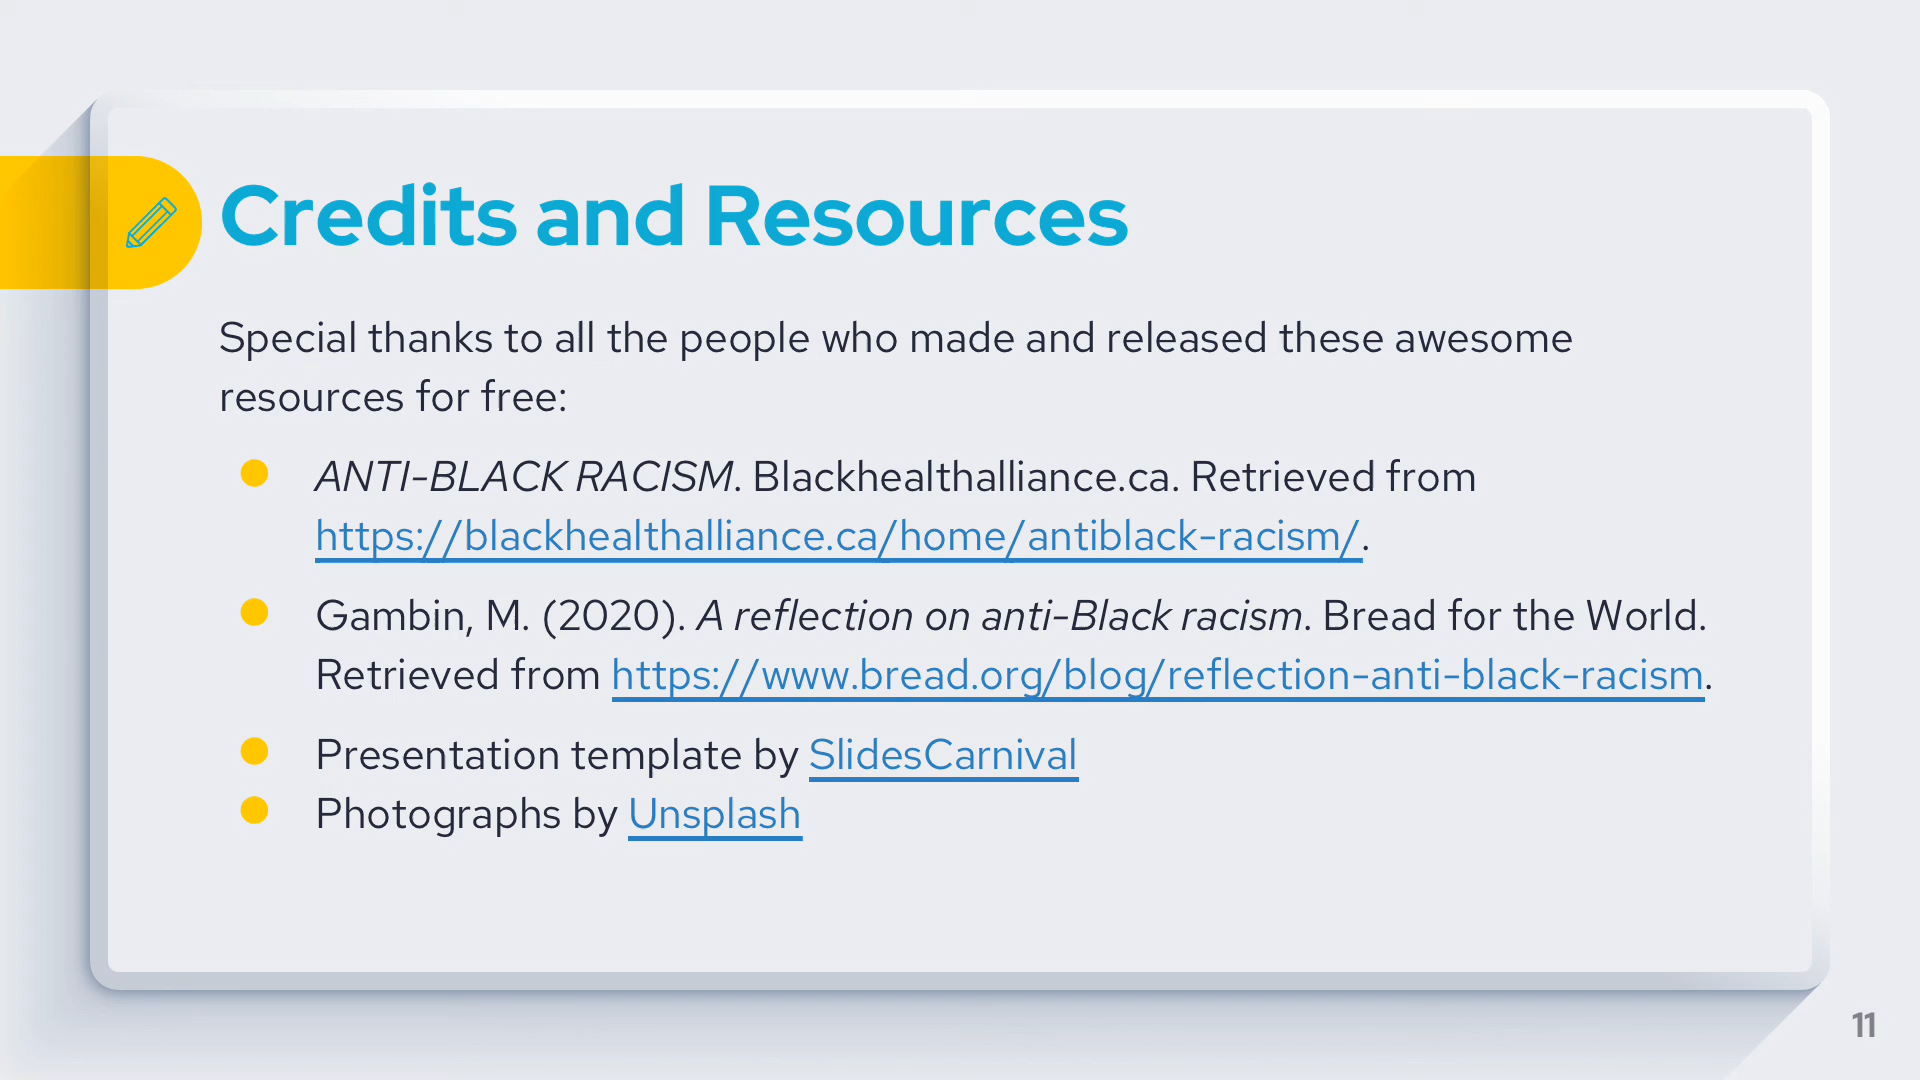 Credits and Resources
Special thanks to all the people who made and released these awesome
resources for free:
ANTI-BLACK RACISM. Blackhealthalliance.ca. Retrieved from
https://blackhealthalliance.ca/home/antiblack-racism/.
Gambin, M. (2020). A reflection on anti-Black racism. Bread for the World.
Retrieved from https://www.bread.org/blog/reflection-anti-black-racism.
Presentation template by SlidesCarnival
Photographs by Unsplash
11